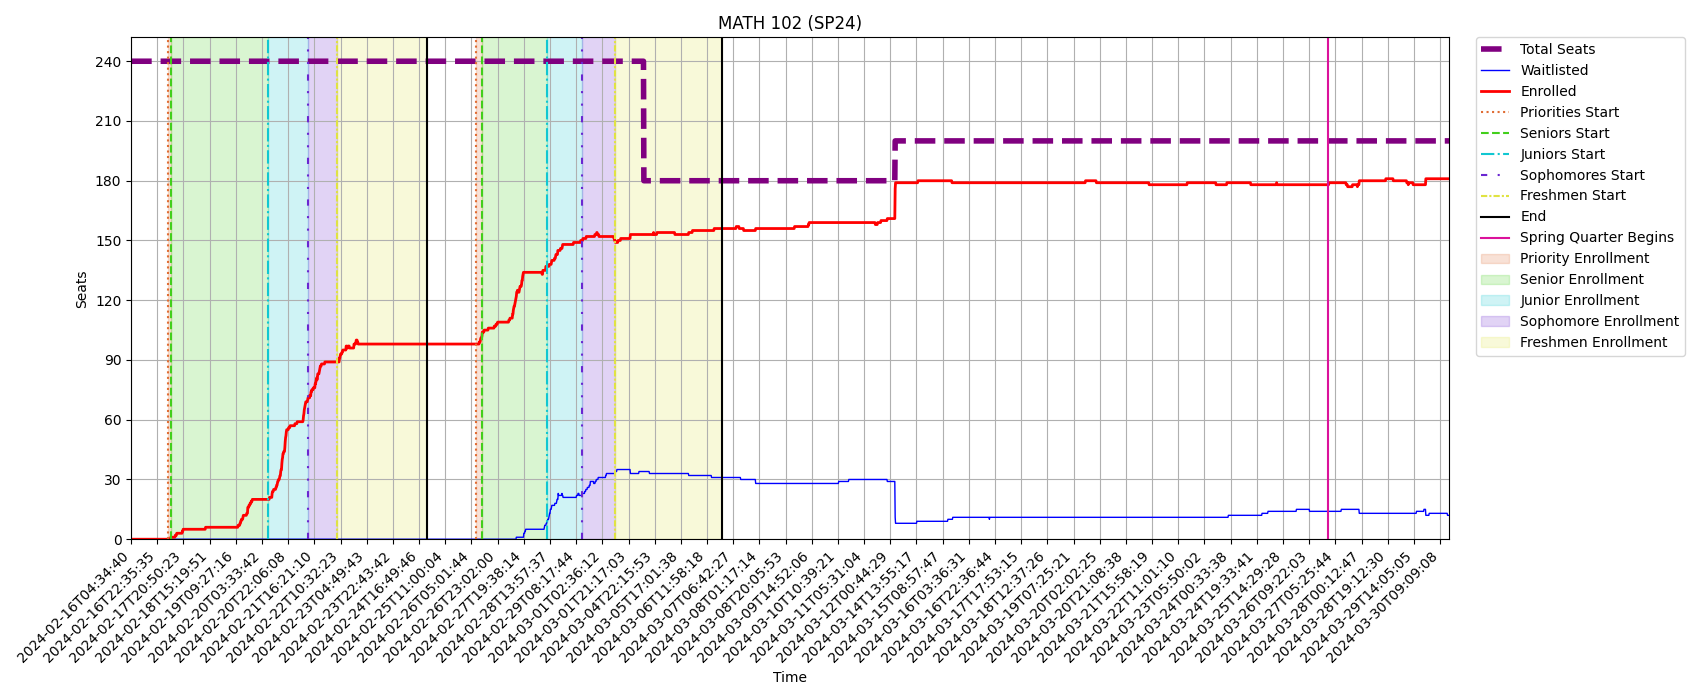 MATH 102 (SP24)
Seats
240
210
180
150
120
90
60
30
0
2024-02-16T04:34:40
2024-02-16T22:35:35
2024-02-17T20:50:23
2024-02-18T15:19:51
2024-02-19T09:27:16
2024-02-20T03:33:42
2024-02-20T22:06:08
2024-02-21T16:21:10
2024-02-22T10:32:23
2024-02-23T04:49:43
2024-02-23T22:43:42
2024-02-24T16:49:46
2024-02-25T11:00:04
2024-02-26T05:01:44
2024-02-26T23:02:00
2024-02-27T19:38:14
2024-02-28T13:57:37
2024-02-29T08:17:44
2024-03-01T02:36:12
2024-03-01T21:17:03
2024-03-04T22:15:53
2024-03-05T17:01:38
2024-03-06T11:58:18
2024-03-07T06:42:27
2024-03-08T01:17:14
2024-03-08T20:05:53
2024-03-09T14:52:06
2024-03-10T10:39:21
2024-03-11T05:31:04
2024-03-12T00:44:29
2024-03-14T13:55:17
2024-03-15T08:57:47
2024-03-16T03:36:31
2024-03-16T22:36:44
2024-03-17T17:53:15
2024-03-18T12:37:26
2024-03-19T07:25:21
2024-03-20T02:02:25
2024-03-20T21:08:38
2024-03-21T15:58:19
2024-03-22T11:01:10
2024-03-23T05:50:02
2024-03-24T00:33:38
2024-03-24T19:33:41
2024-03-25T14:29:28
2024-03-26T09:22:03
2024-03-27T05:25:44
2024-03-28T00:12:47
2024-03-28T19:12:30
2024-03-29T14:05:05
2024-03-30T09:09:08
Time
Total Seats
Waitlisted
Enrolled
Priorities Start
Seniors Start
Juniors Start
Sophomores Start
Freshmen Start
End
Spring Quarter Begins
Priority Enrollment
Senior Enrollment
Junior Enrollment
Sophomore Enrollment
Freshmen Enrollment